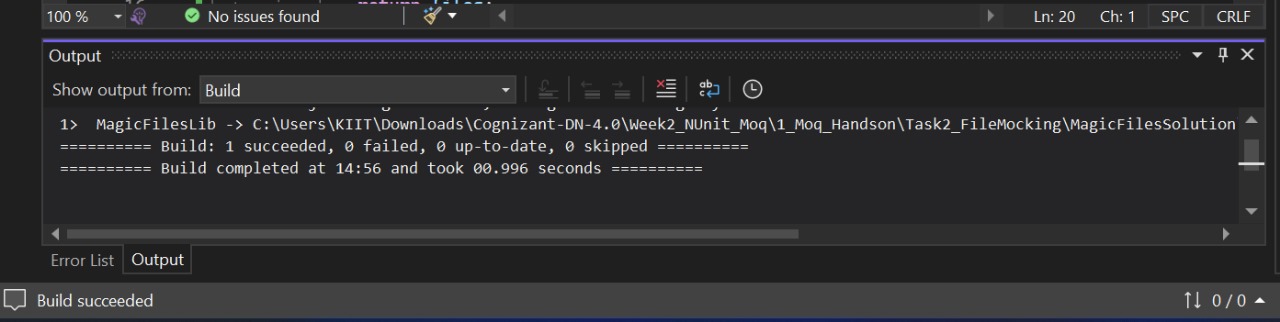 100 %
No issues found
Ln: 20 Ch: 1 SPC CRLF
Output
Show output from: Build
1> MagicFilesLib -> C:\Users\KIIT\Downloads\Cognizant-DN-4.0\Week2_NUnit_Moq\1_Moq_Handson\Task2_FileMocking\MagicFilesSolution
========== Build: 1 succeeded, 0 failed, 0 up-to-date, 0 skipped ==========
========== Build completed at 14:56 and took 00.996 seconds ==========
Error List Output
Build succeeded
0 / 0